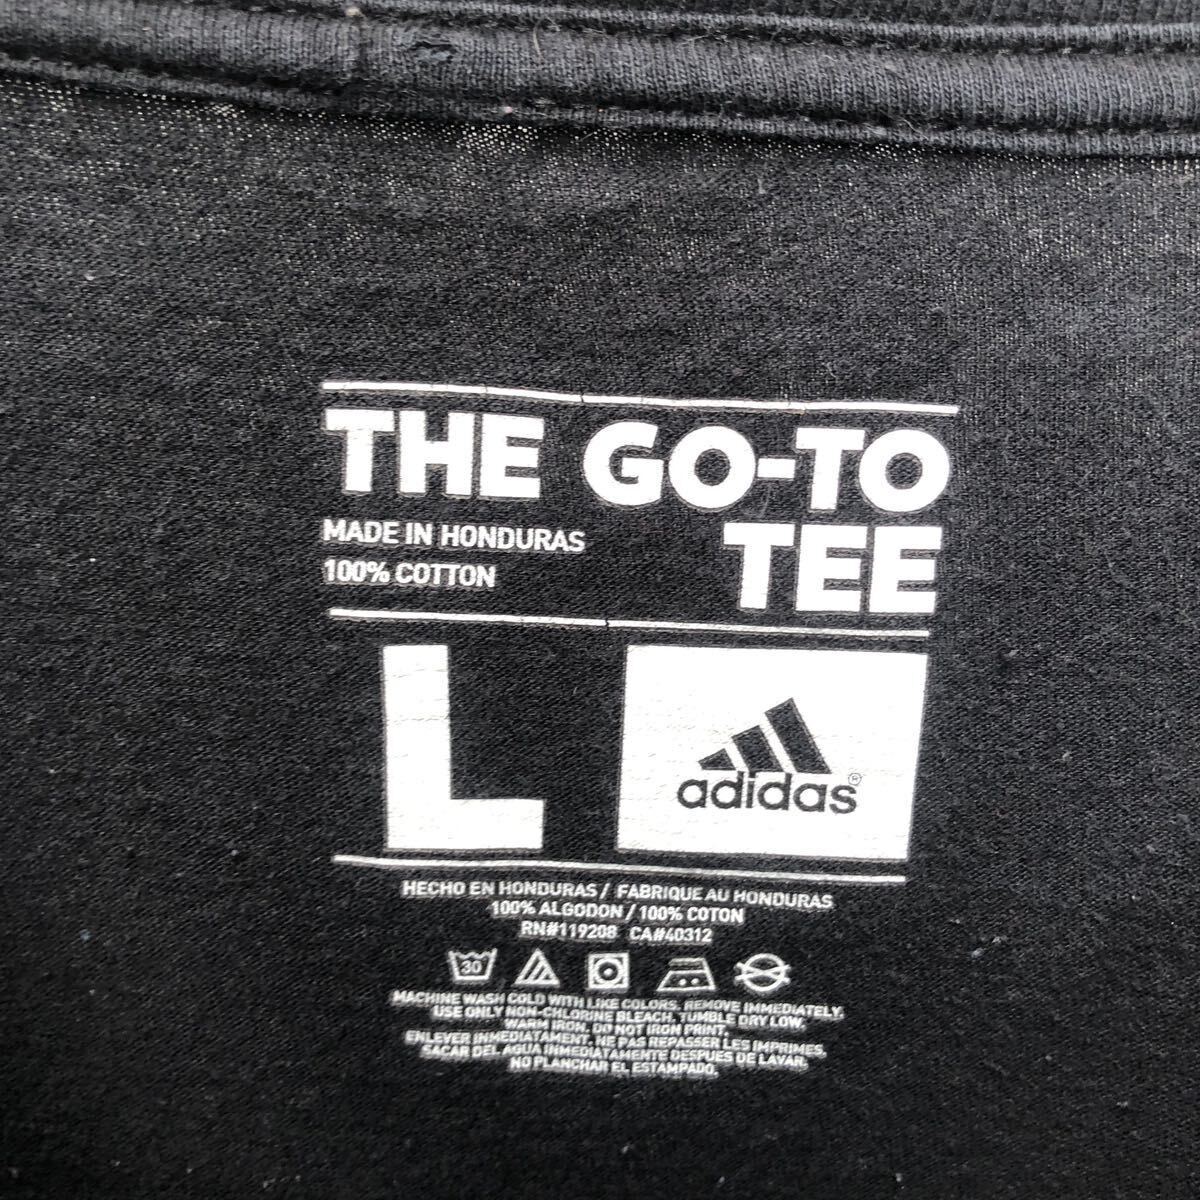 THE GO-TO
TEE
MADE IN HONDURAS
100% COTTON
L
adidas®
HECHO EN HONDURAS / FABRIQUE AU HONDURAS
100% ALGODON / 100% COTON
RN#119208 CA#40312
30
MACHINE WASH COLD WITH LIKE COLORS. REMOVE IMMEDIATELY.
USE ONLY NON-CHLORINE BLEACH. TUMBLE DRY LOW.
WARM IRON. DO NOT IRON PRINT.
ENLEVER INMEDIATAMENT. NE PAS REPASSER LES IMPRIMES.
SACAR DEL AGUA INMEDIATAMENTE DESPUES DE LAVAR.
NO PLANCHAR EL ESTAMPADO.